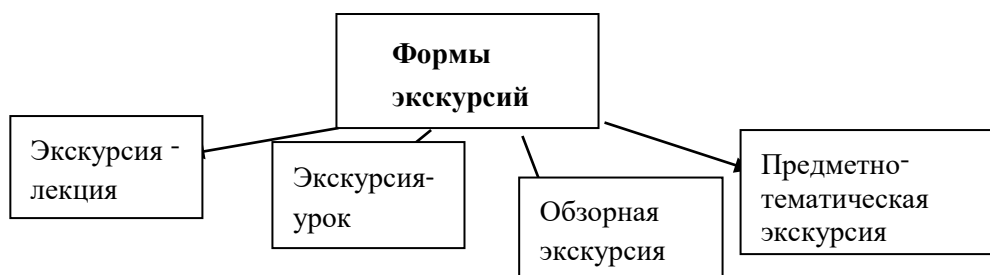 Формы
экскурсий
Экскурсия -
лекция
Экскурсия-
урок
Обзорная
экскурсия
Предметно-
тематическая
экскурсия